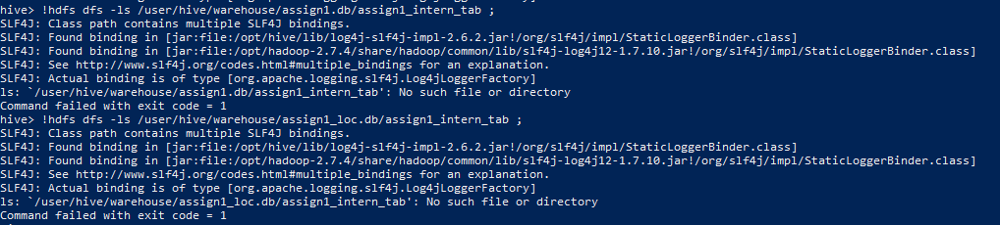 hive> !hdfs dfs -ls /user/hive/warehouse/assign1.db/assign1_intern_tab ;
SLF4J: Class path contains multiple SLF4J bindings.
SLF4J: Found binding in [jar:file:/opt/hive/lib/log4j-slf4j-impl-2.6.2.jar!/org/slf4j/impl/StaticLoggerBinder.class]
SLF4J: Found binding in [jar:file:/opt/hadoop-2.7.4/share/hadoop/common/lib/slf4j-log4j12-1.7.10.jar!/org/slf4j/impl/StaticLoggerBinder.class]
SLF4J: See http://www.slf4j.org/codes.html#multiple_bindings for an explanation.
SLF4J: Actual binding is of type [org.apache.logging.slf4j.Log4jLoggerFactory]
ls: `/user/hive/warehouse/assign1.db/assign1_intern_tab': No such file or directory
Command failed with exit code = 1
hive> !hdfs dfs -ls /user/hive/warehouse/assign1_loc.db/assign1_intern_tab ;
SLF4J: Class path contains multiple SLF4J bindings.
SLF4J: Found binding in [jar:file:/opt/hive/lib/log4j-slf4j-impl-2.6.2.jar!/org/slf4j/impl/StaticLoggerBinder.class]
SLF4J: Found binding in [jar:file:/opt/hadoop-2.7.4/share/hadoop/common/lib/slf4j-log4j12-1.7.10.jar!/org/slf4j/impl/StaticLoggerBinder.class]
SLF4J: See http://www.slf4j.org/codes.html#multiple_bindings for an explanation.
SLF4J: Actual binding is of type [org.apache.logging.slf4j.Log4jLoggerFactory]
ls: `/user/hive/warehouse/assign1_loc.db/assign1_intern_tab': No such file or directory
Command failed with exit code = 1